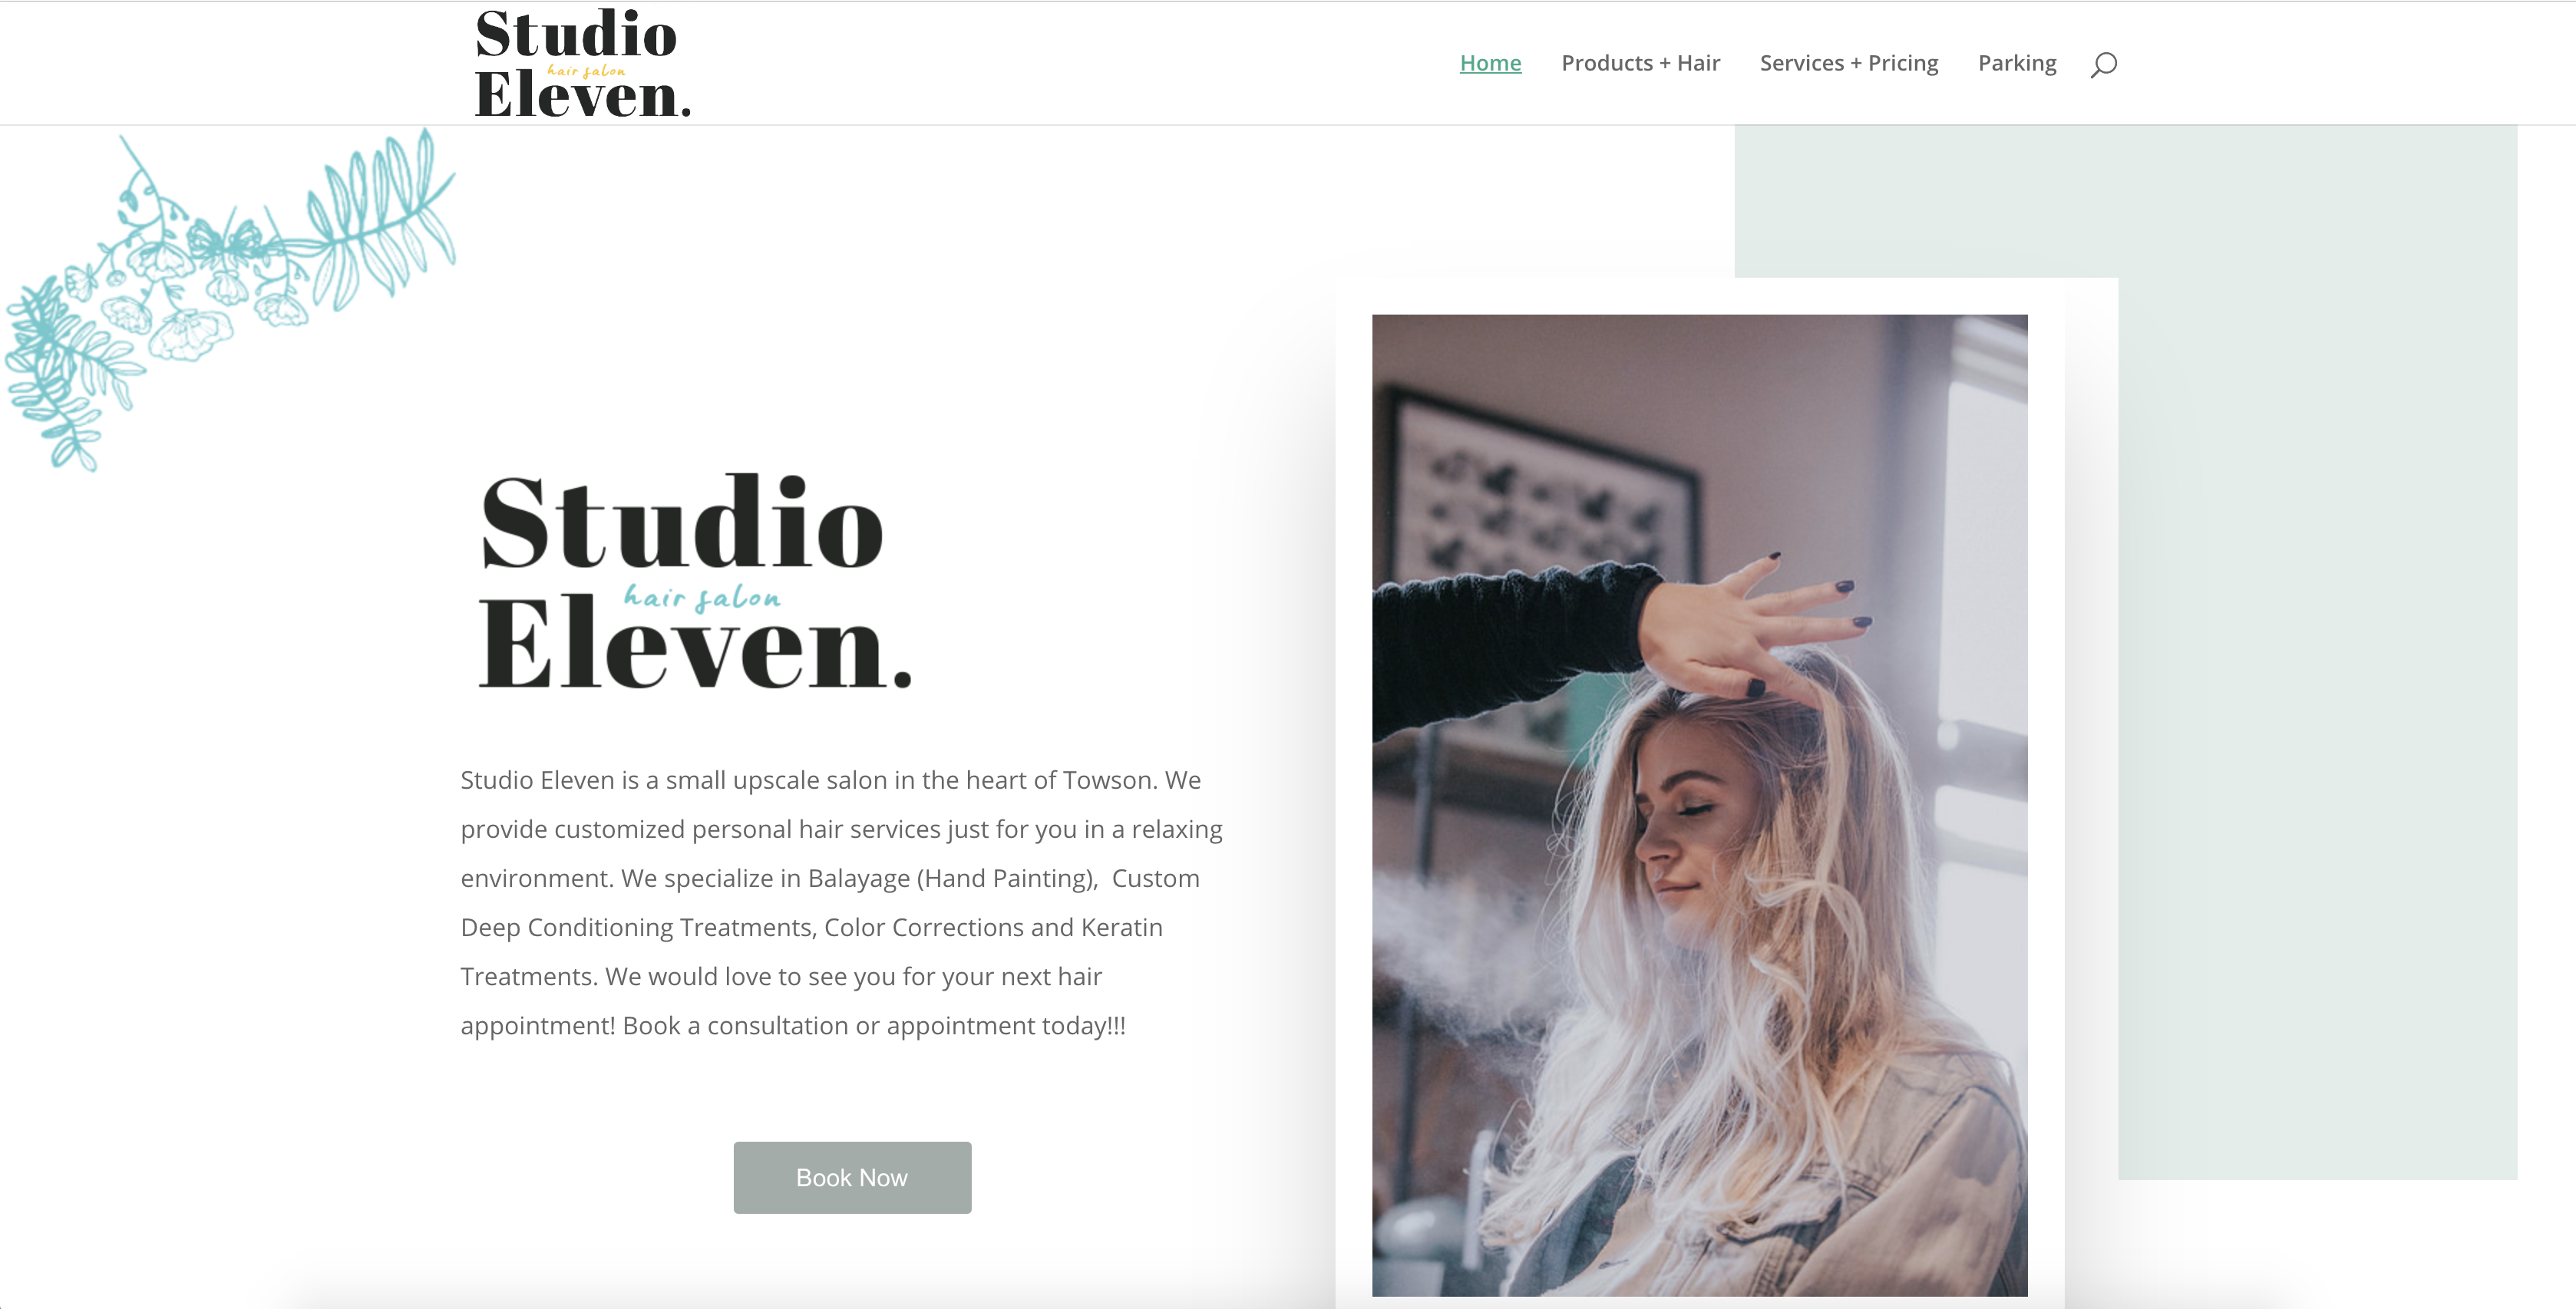 Studio
hair salon
Eleven.
Home
Products + Hair
Services + Pricing
Parking
Studio
hair salon
Eleven.
Studio Eleven is a small upscale salon in the heart of Towson. We
provide customized personal hair services just for you in a relaxing
environment. We specialize in Balayage (Hand Painting),  Custom
Deep Conditioning Treatments, Color Corrections and Keratin
Treatments. We would love to see you for your next hair
appointment! Book a consultation or appointment today!!!
Book Now